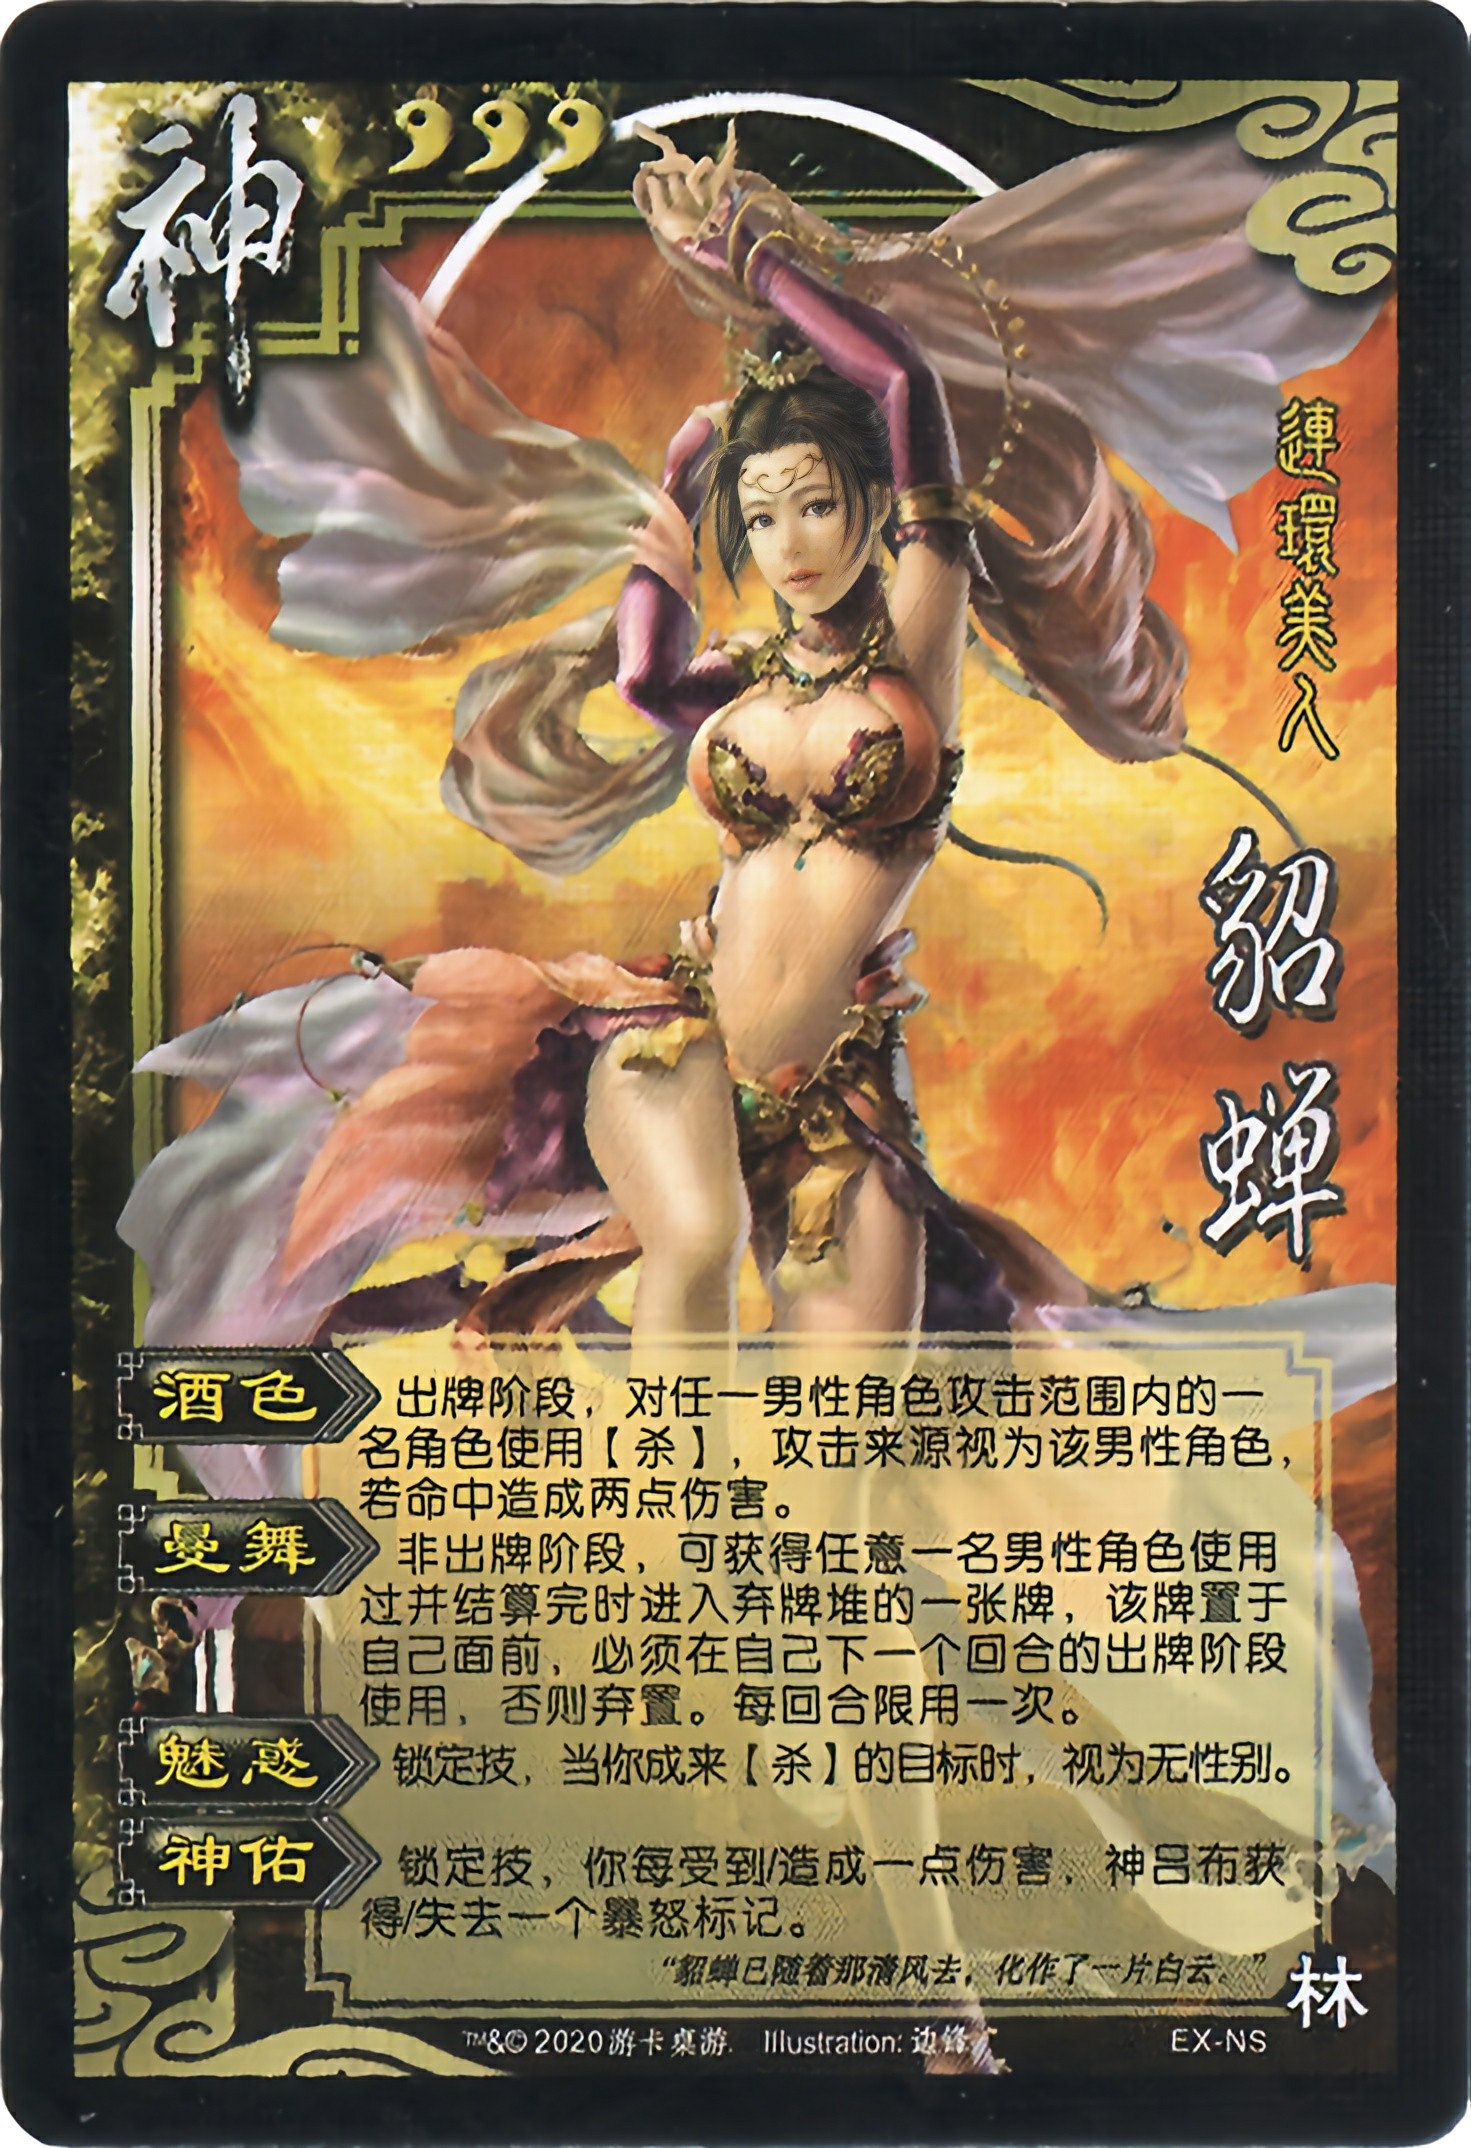 神
連環美人
貂蝉
酒色
出牌阶段，对任一男性角色攻击范围内的一
名角色使用【杀】，攻击来源视为该男性角色，
若命中造成两点伤害。
曼舞
非出牌阶段，可获得任意一名男性角色使用
过并结算完时进入弃牌堆的一张牌，该牌置于
自己面前，必须在自己下一个回合的出牌阶段
使用，否则弃置。每回合限用一次。
魅惑
锁定技，当你成来【杀】的目标时，视为无性别。
神佑
锁定技，你每受到/造成一点伤害，神吕布获
得/失去一个暴怒标记。
“貂蝉已随着那清风去，化作了一片白云。”
林
™&© 2020 游卡桌游. Illustration: 边锋
EX-NS